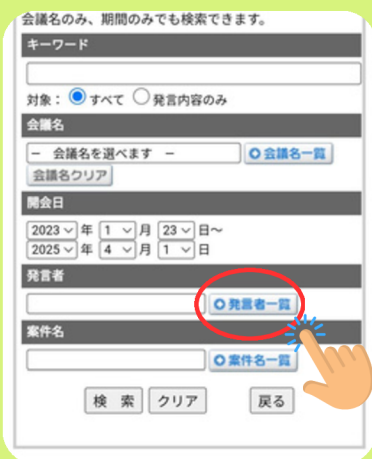 会議名のみ、期間のみでも検索できます。
キーワード
対象： すべて 発言内容のみ
会議名
－ 会議名を選べます － 会議名一覧
会議名クリア
開会日
2023 年 1 月 23 日～
2025 年 4 月 1 日
発言者
発言者一覧
案件名
案件名一覧
検 索 クリア 戻る